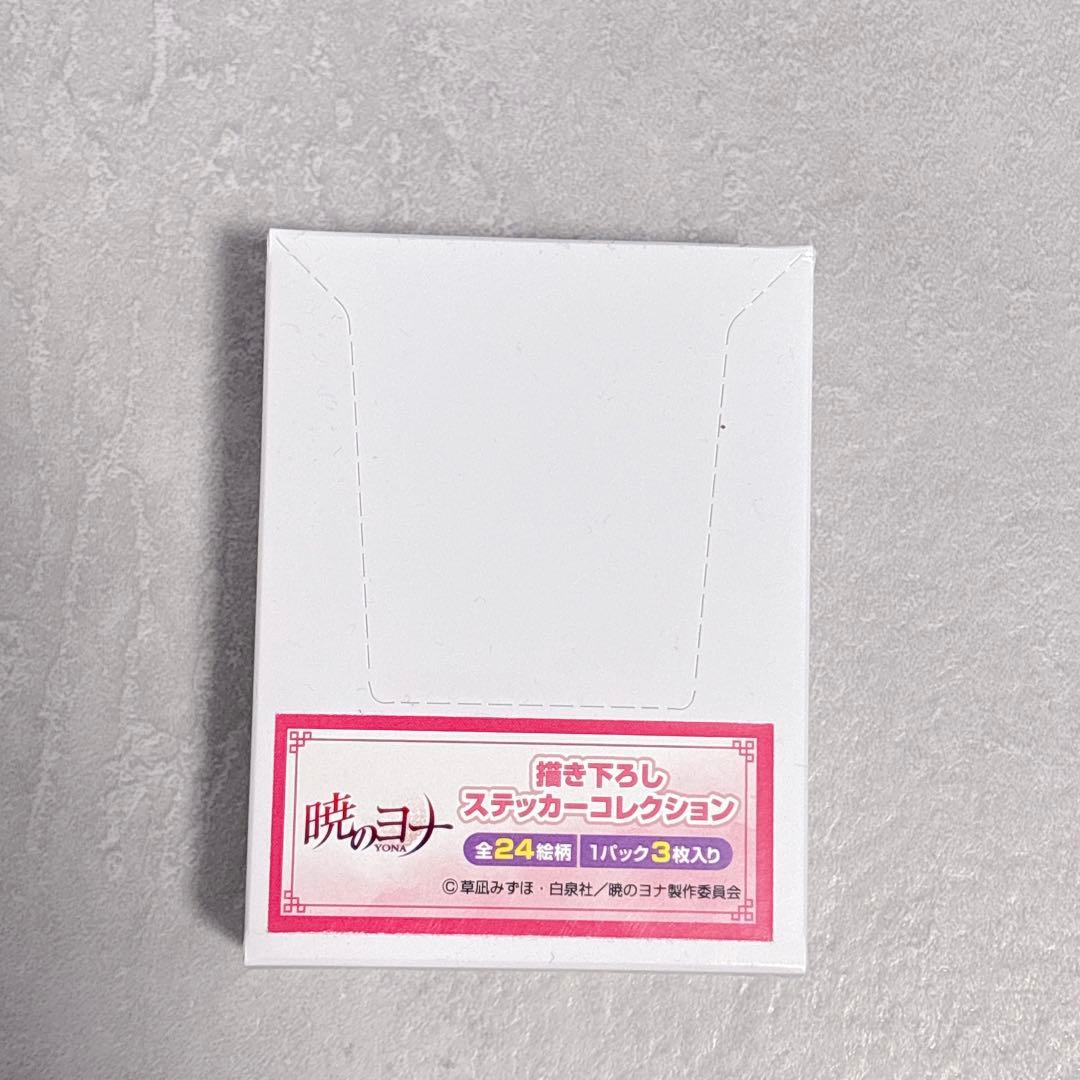 描き下ろし
ステッカーコレクション
暁のヨナ
YONA
全24絵柄 1パック3枚入り
©草凪みずほ・白泉社／暁のヨナ製作委員会